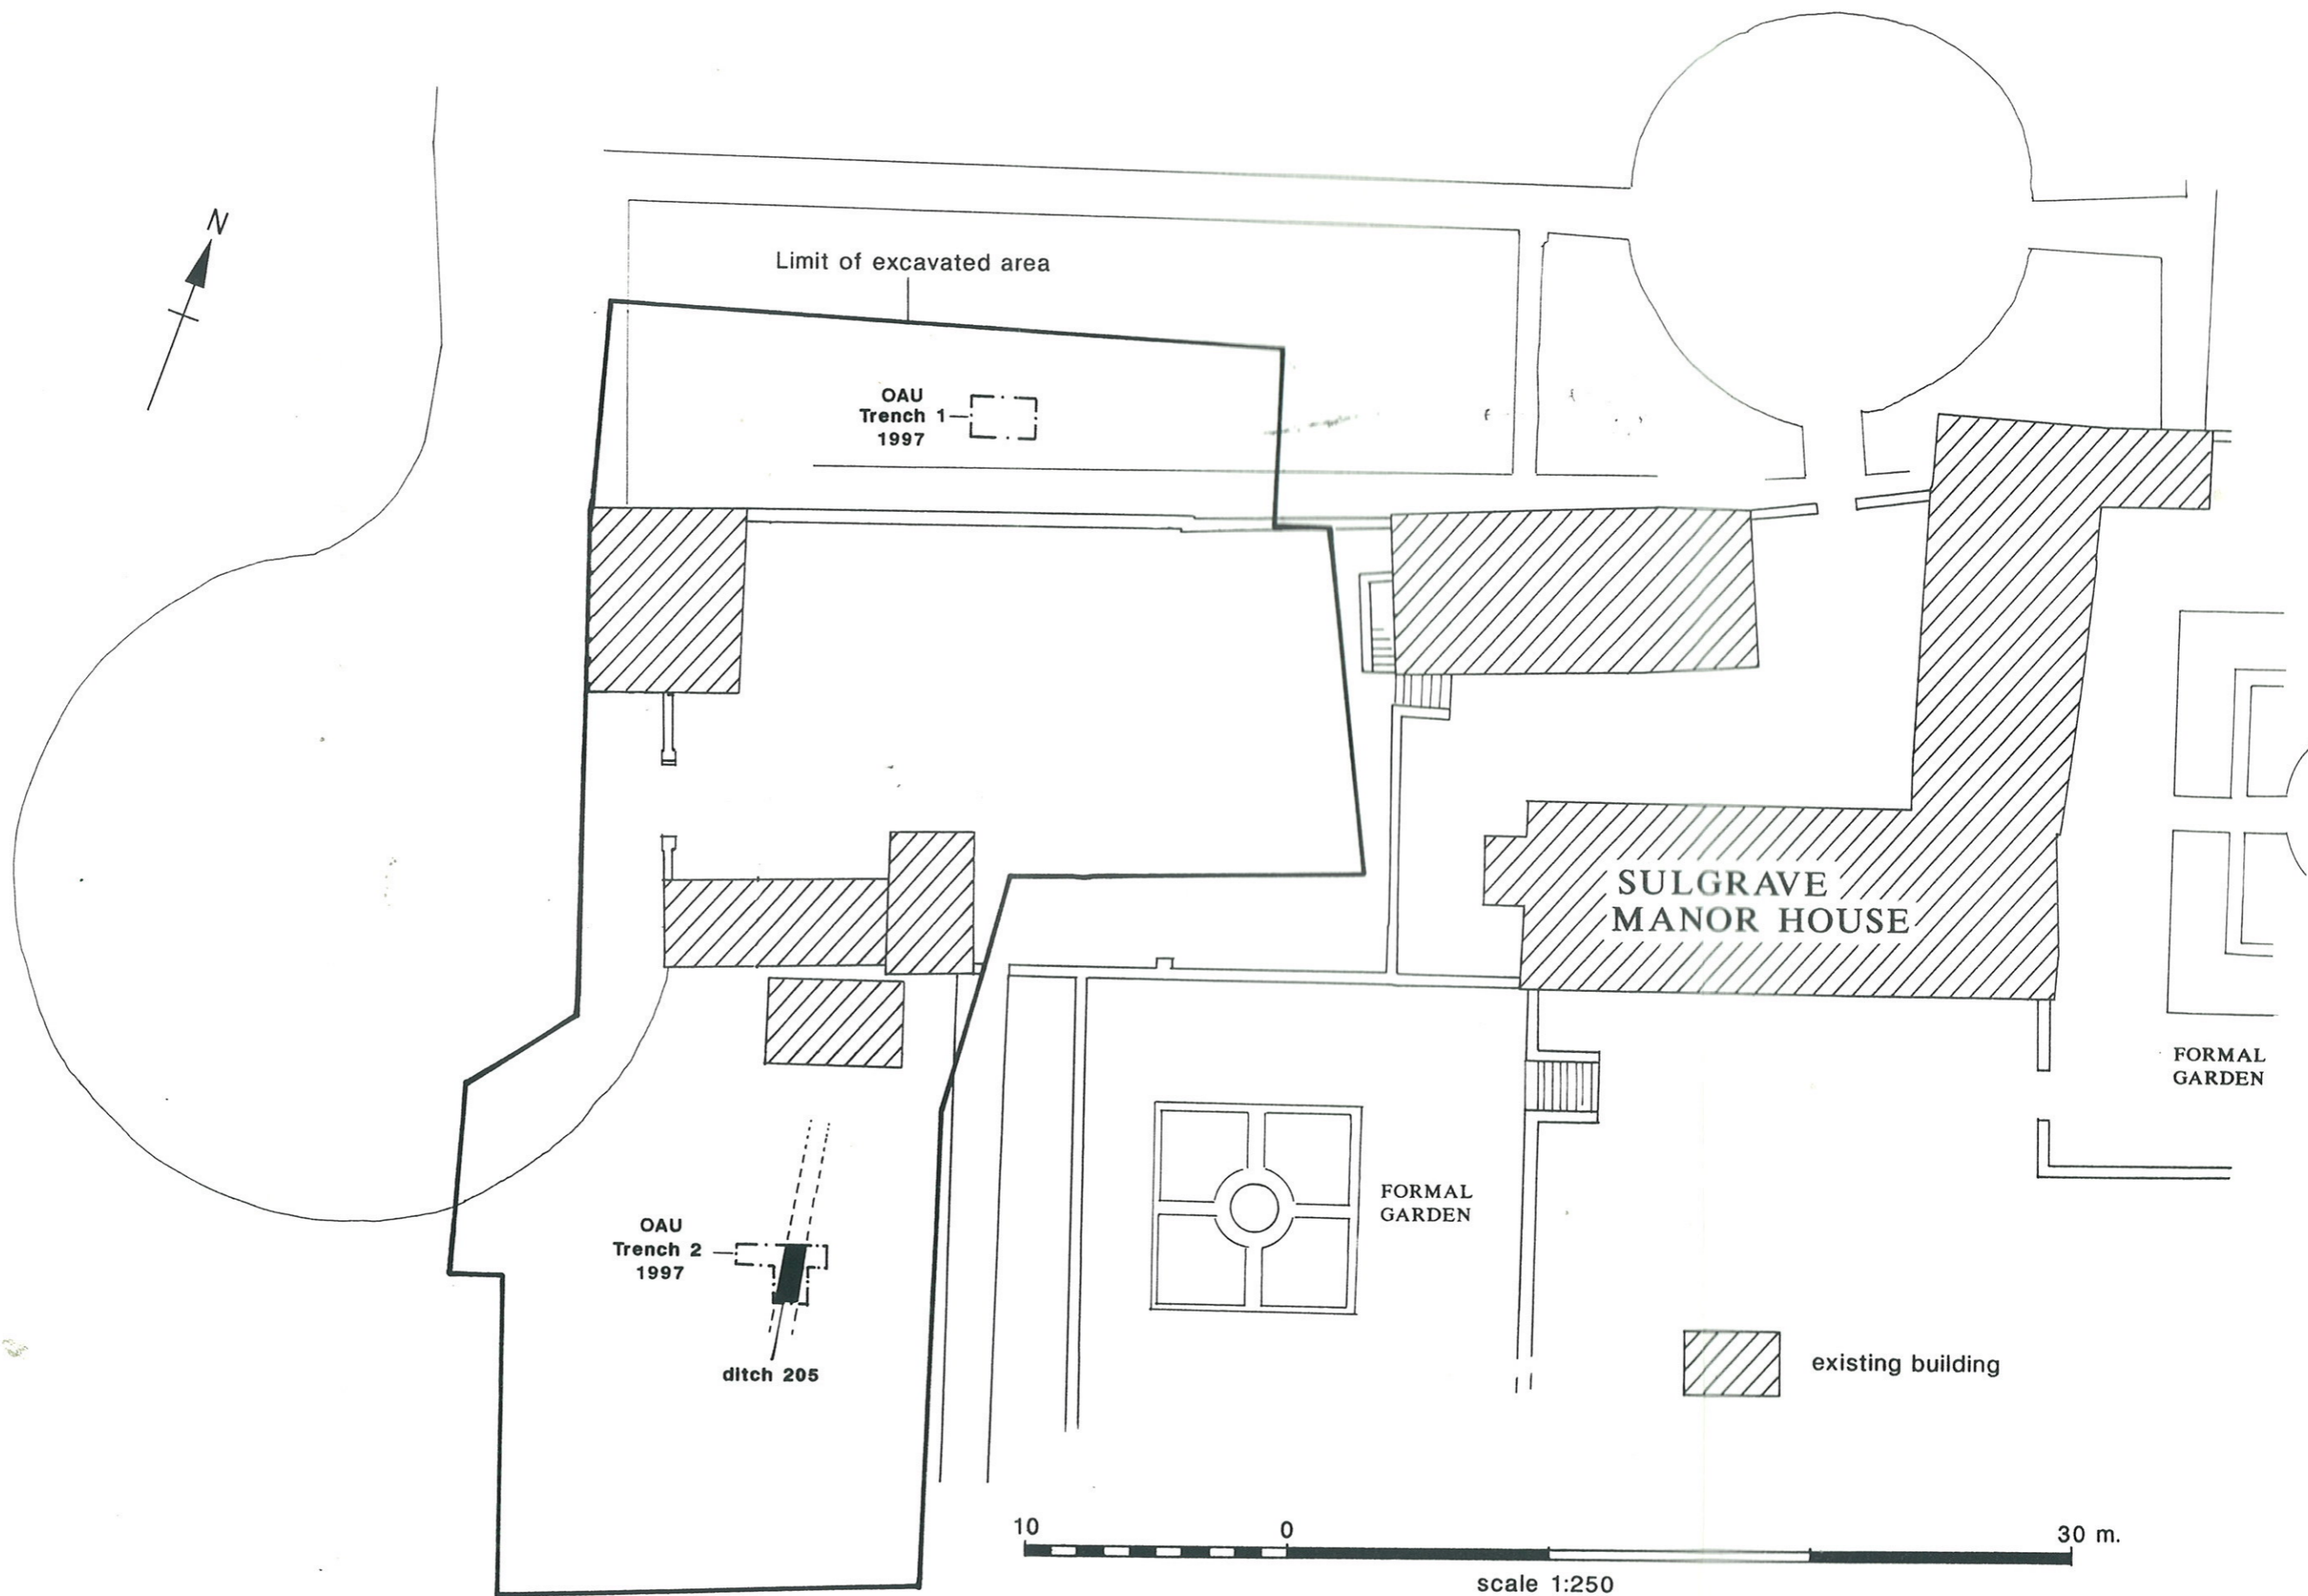 N
Limit of excavated area
OAU
Trench 1
1997
SULGRAVE
MANOR HOUSE
FORMAL
GARDEN
FORMAL
GARDEN
OAU
Trench 2
1997
ditch 205
existing building
10 0 30 m.
scale 1:250